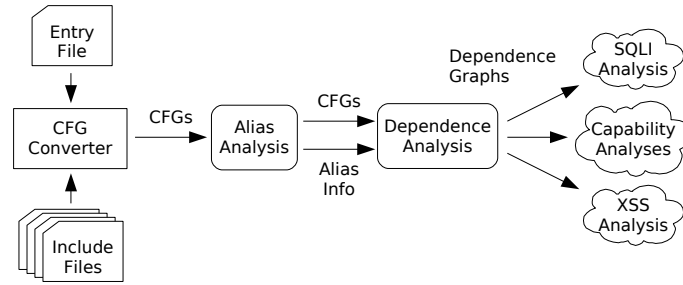 Entry
File
CFG
Converter
Include
Files
CFGs
Alias
Analysis
CFGs
Alias
Info
Dependence
Analysis
Dependence
Graphs
SQLI
Analysis
Capability
Analyses
XSS
Analysis